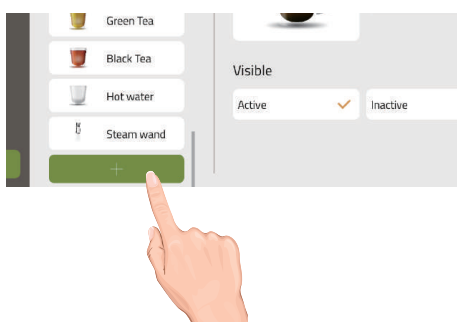 Green Tea
Black Tea
Hot water
Steam wand
+
Visible
Active
Inactive